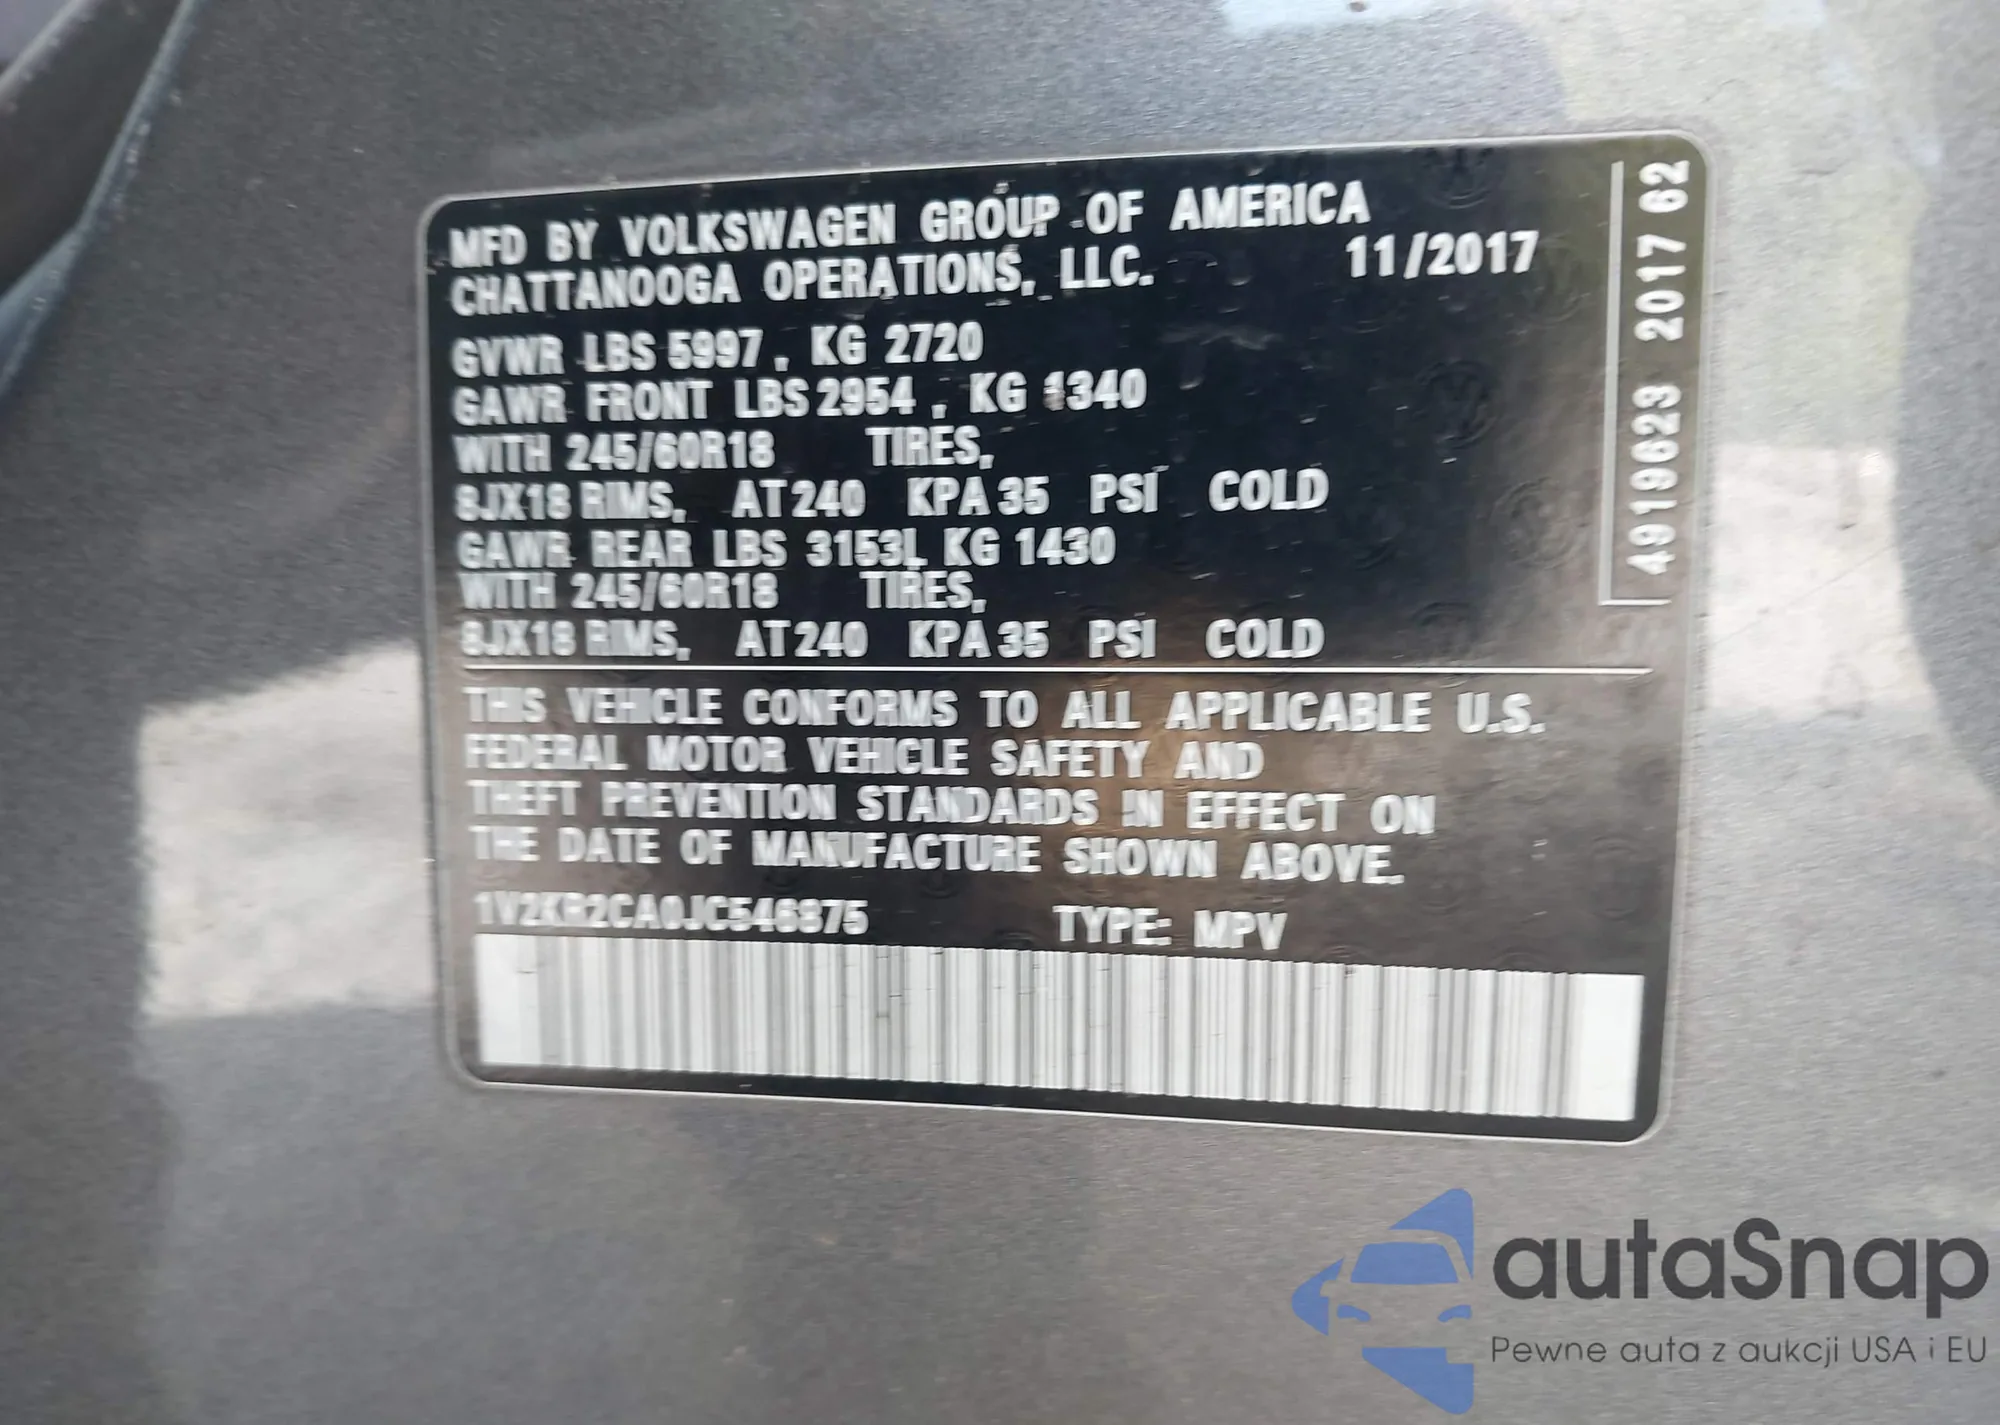 MFD BY VOLKSWAGEN GROUP OF AMERICA
CHATTANOOGA OPERATIONS, LLC. 11/2017
GVWR LBS 5997, KG 2720
GAWR FRONT LBS 2954, KG 1340
WITH 245/60R18 TIRES,
8JX18 RIMS, AT 240 KPA 35 PSI COLD
GAWR REAR LBS 3153L KG 1430
WITH 245/60R18 TIRES,
8JX18 RIMS, AT 240 KPA 35 PSI COLD
THIS VEHICLE CONFORMS TO ALL APPLICABLE U.S.
FEDERAL MOTOR VEHICLE SAFETY AND
THEFT PREVENTION STANDARDS IN EFFECT ON
THE DATE OF MANUFACTURE SHOWN ABOVE.
1V2KR2CA0JC546875 TYPE: MPV
4919623 2017 62
autaSnap
Pewne auta z aukcji USA i EU